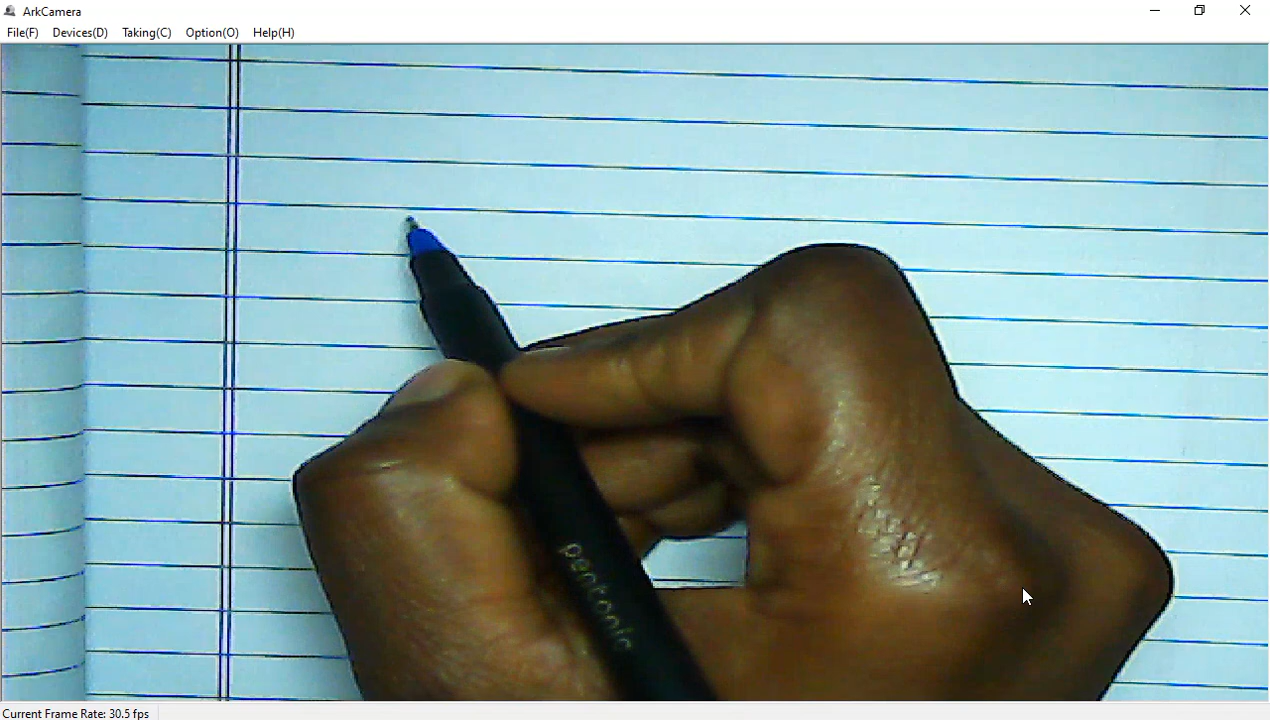 ArkCamera
File(F) Devices(D) Taking(C) Option(O) Help(H)
pentonic
Current Frame Rate: 30.5 fps